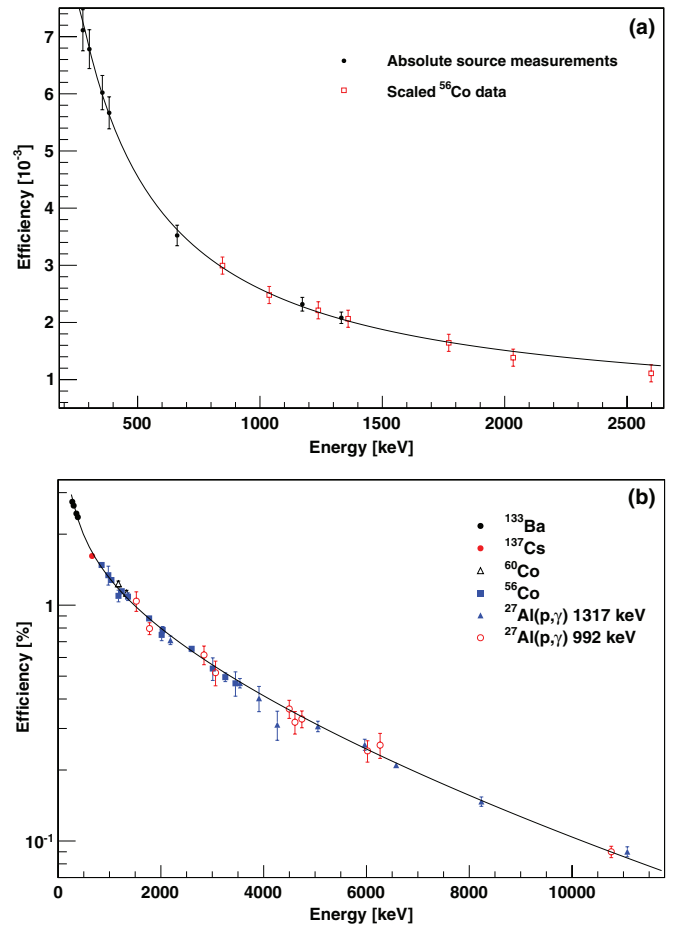 (a)
7
6
5
4
3
2
1
Efficiency [10⁻³]
Absolute source measurements
Scaled ⁵⁶Co data
500 1000 1500 2000 2500
Energy [keV]
(b)
1
10⁻¹
Efficiency [%]
¹³³Ba
¹³⁷Cs
⁶⁰Co
⁵⁶Co
²⁷Al(p,γ) 1317 keV
²⁷Al(p,γ) 992 keV
0 2000 4000 6000 8000 10000
Energy [keV]